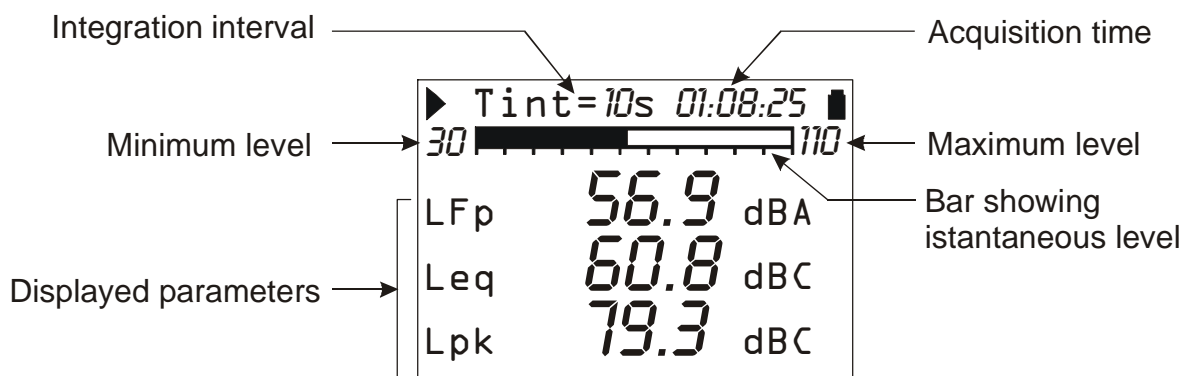 Integration interval
Acquisition time
Tint=10s 01:08:25
Minimum level
30
110
Maximum level
Bar showing
istantaneous level
LFp 56.9 dBA
Leq 60.8 dBC
Displayed parameters
Lpk 79.3 dBC